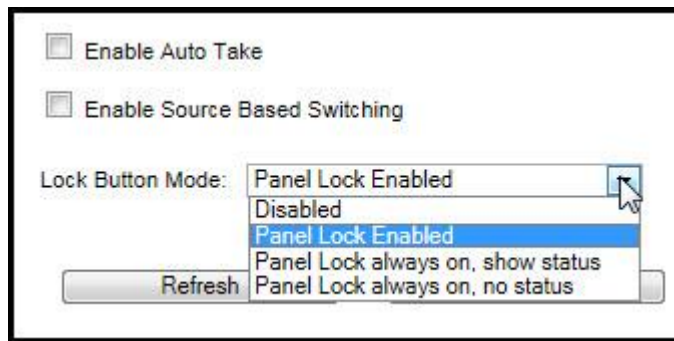 Enable Auto Take
Enable Source Based Switching
Lock Button Mode: Panel Lock Enabled
Disabled
Panel Lock Enabled
Panel Lock always on, show status
Refresh Panel Lock always on, no status